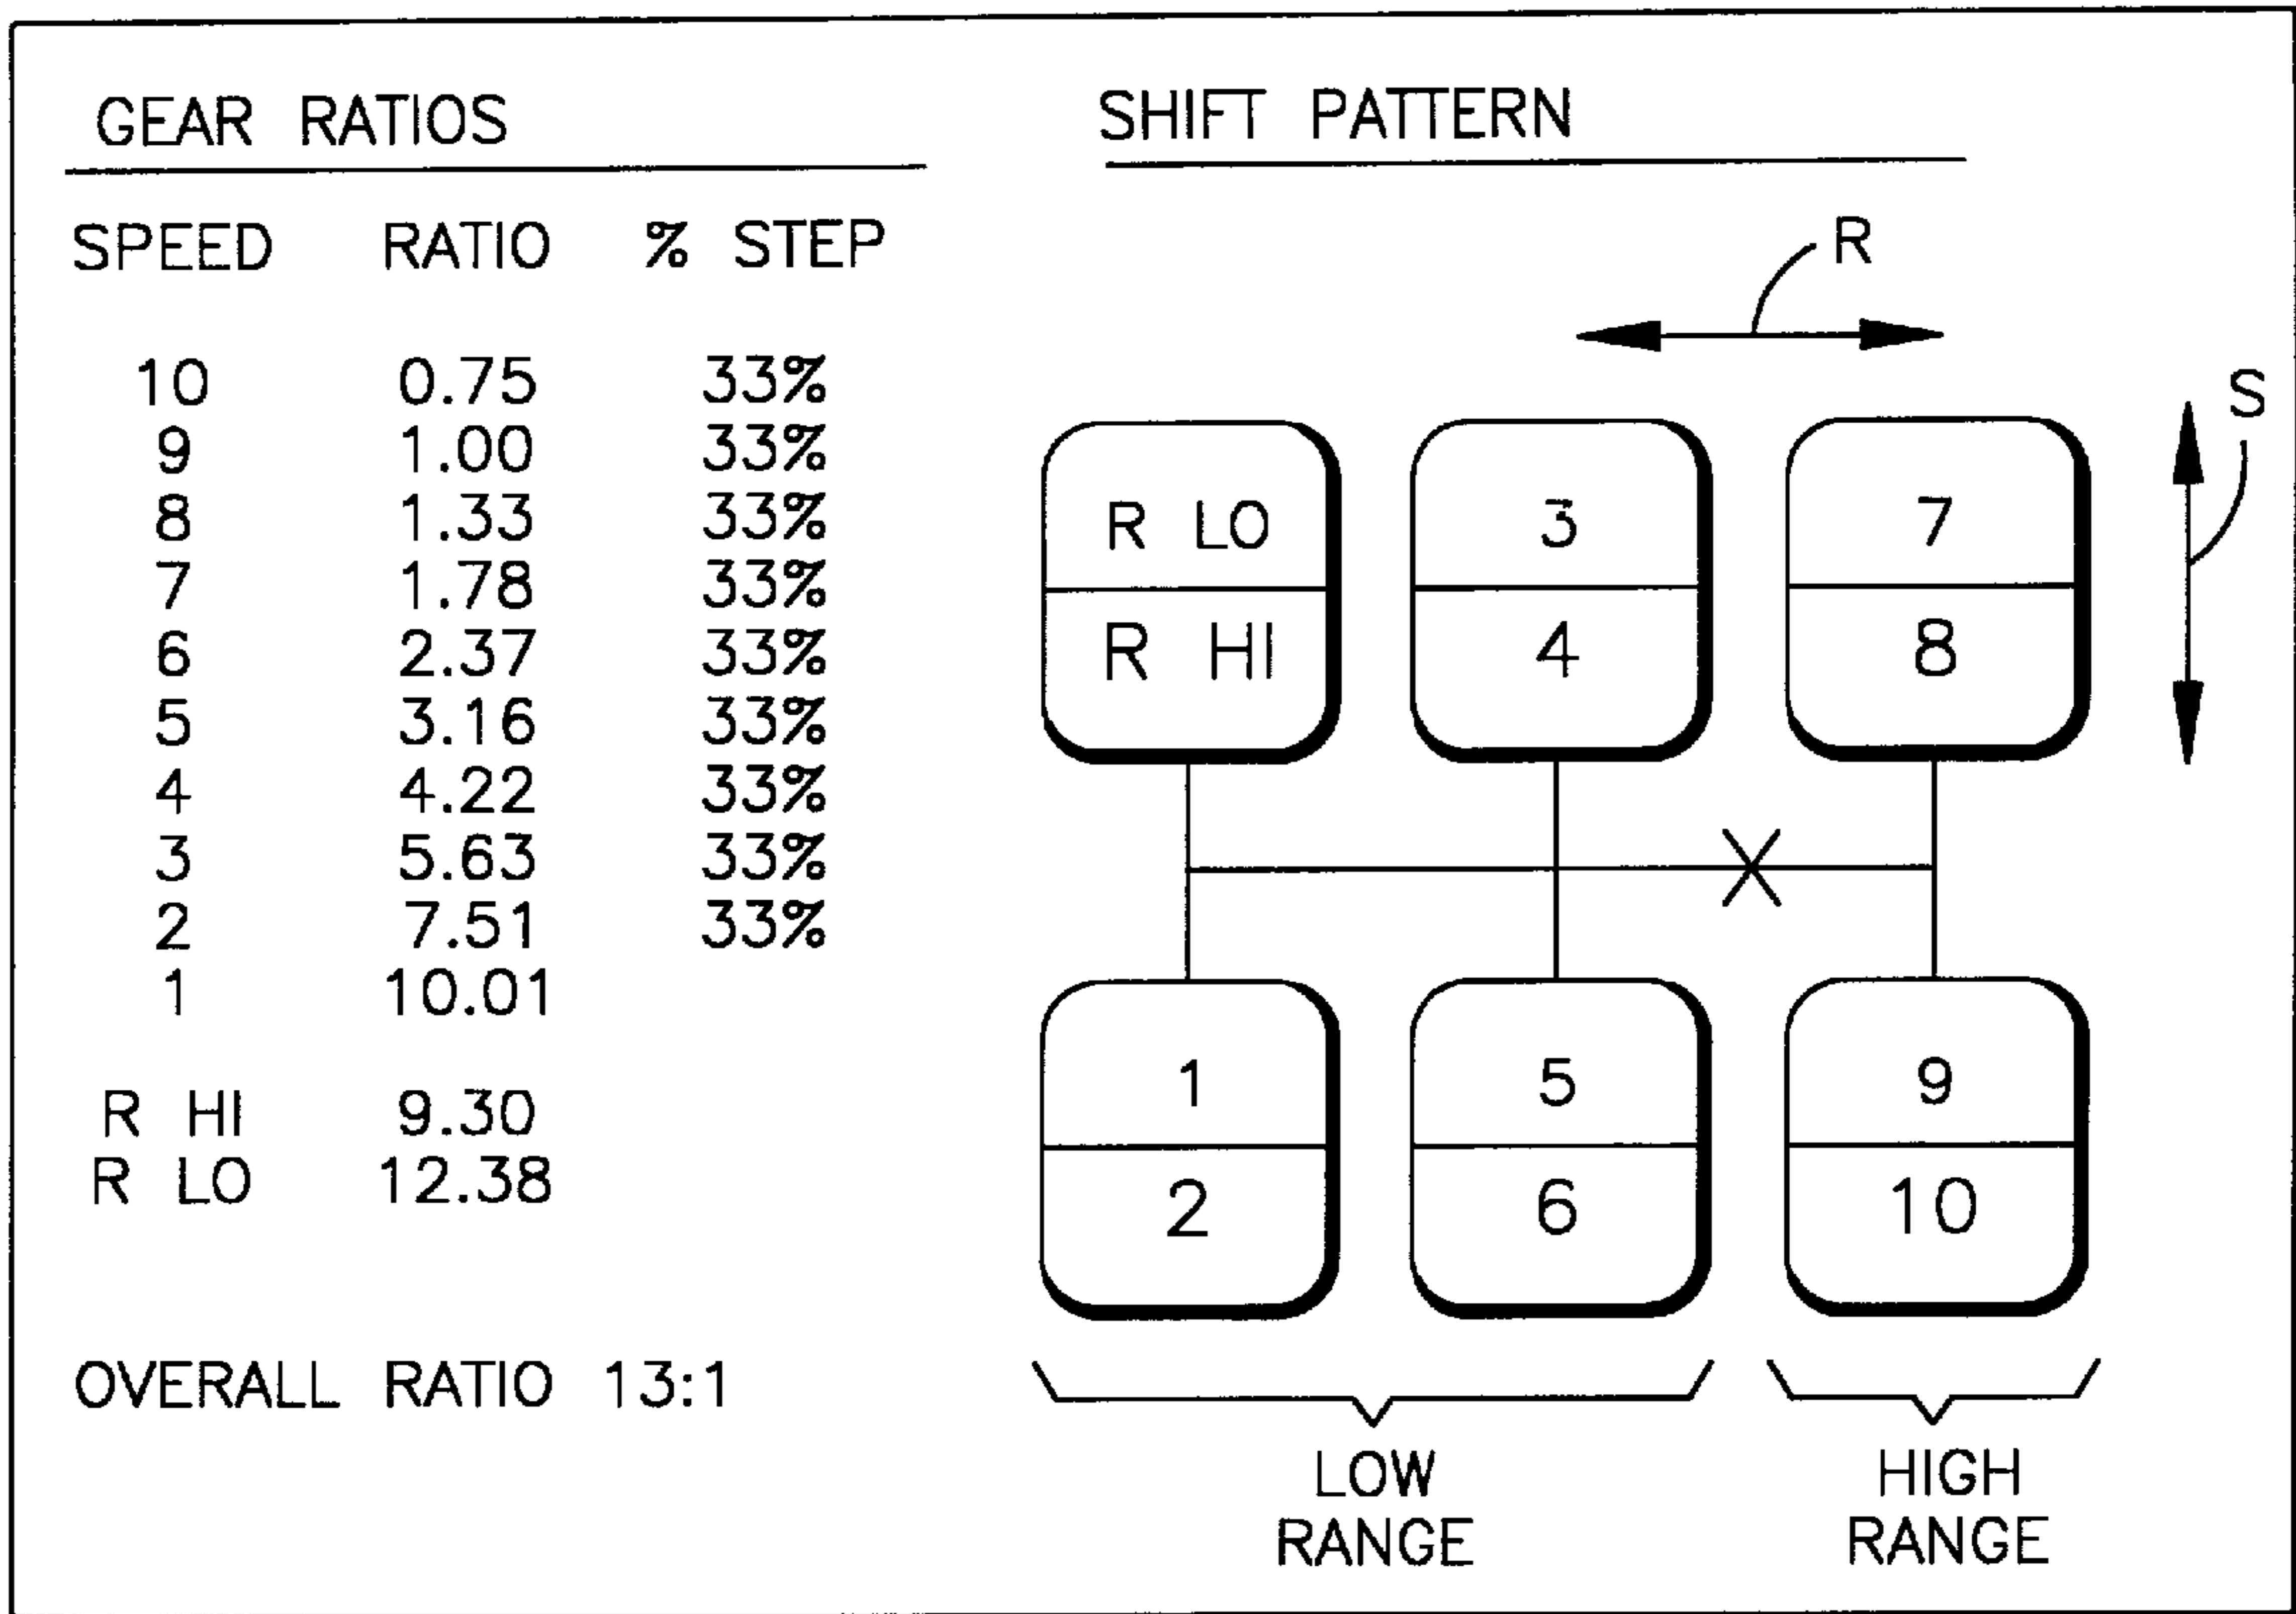 GEAR RATIOS
SPEED RATIO % STEP
10 0.75 33%
9 1.00 33%
8 1.33 33%
7 1.78 33%
6 2.37 33%
5 3.16 33%
4 4.22 33%
3 5.63 33%
2 7.51 33%
1 10.01
R HI 9.30
R LO 12.38
OVERALL RATIO 13:1
SHIFT PATTERN
R
S
R LO 3 7
R HI 4 8
X
1 5 9
2 6 10
LOW HIGH
RANGE RANGE